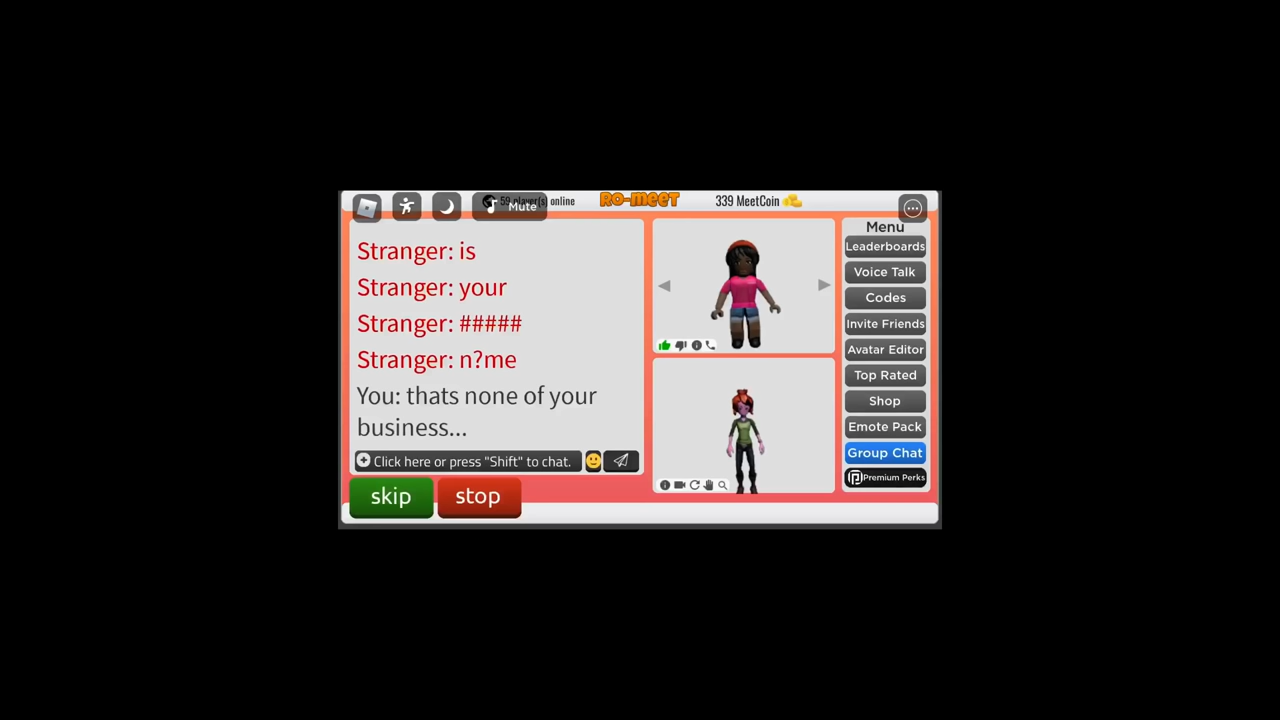 59 player(s) online
Mute
RO-MEET
339 MeetCoin
Stranger: is
Stranger: your
Stranger: #####
Stranger: n?me
You: thats none of your
business...
Click here or press "Shift" to chat.
skip
stop
Menu
Leaderboards
Voice Talk
Codes
Invite Friends
Avatar Editor
Top Rated
Shop
Emote Pack
Group Chat
Premium Perks